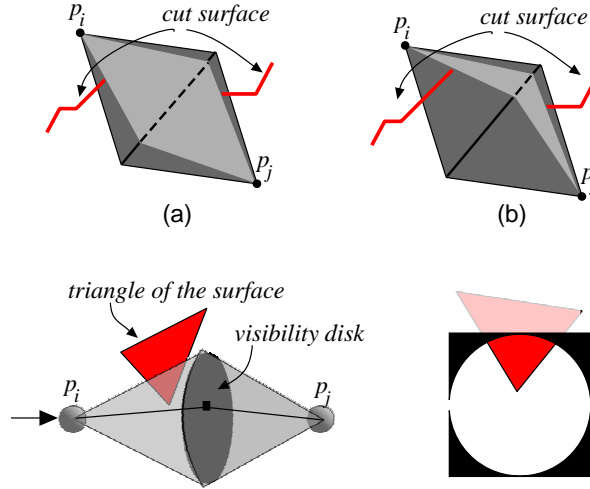 p_i cut surface
p_j
(a)
p_i cut surface
p
(b)
triangle of the surface
visibility disk
p_i p_j